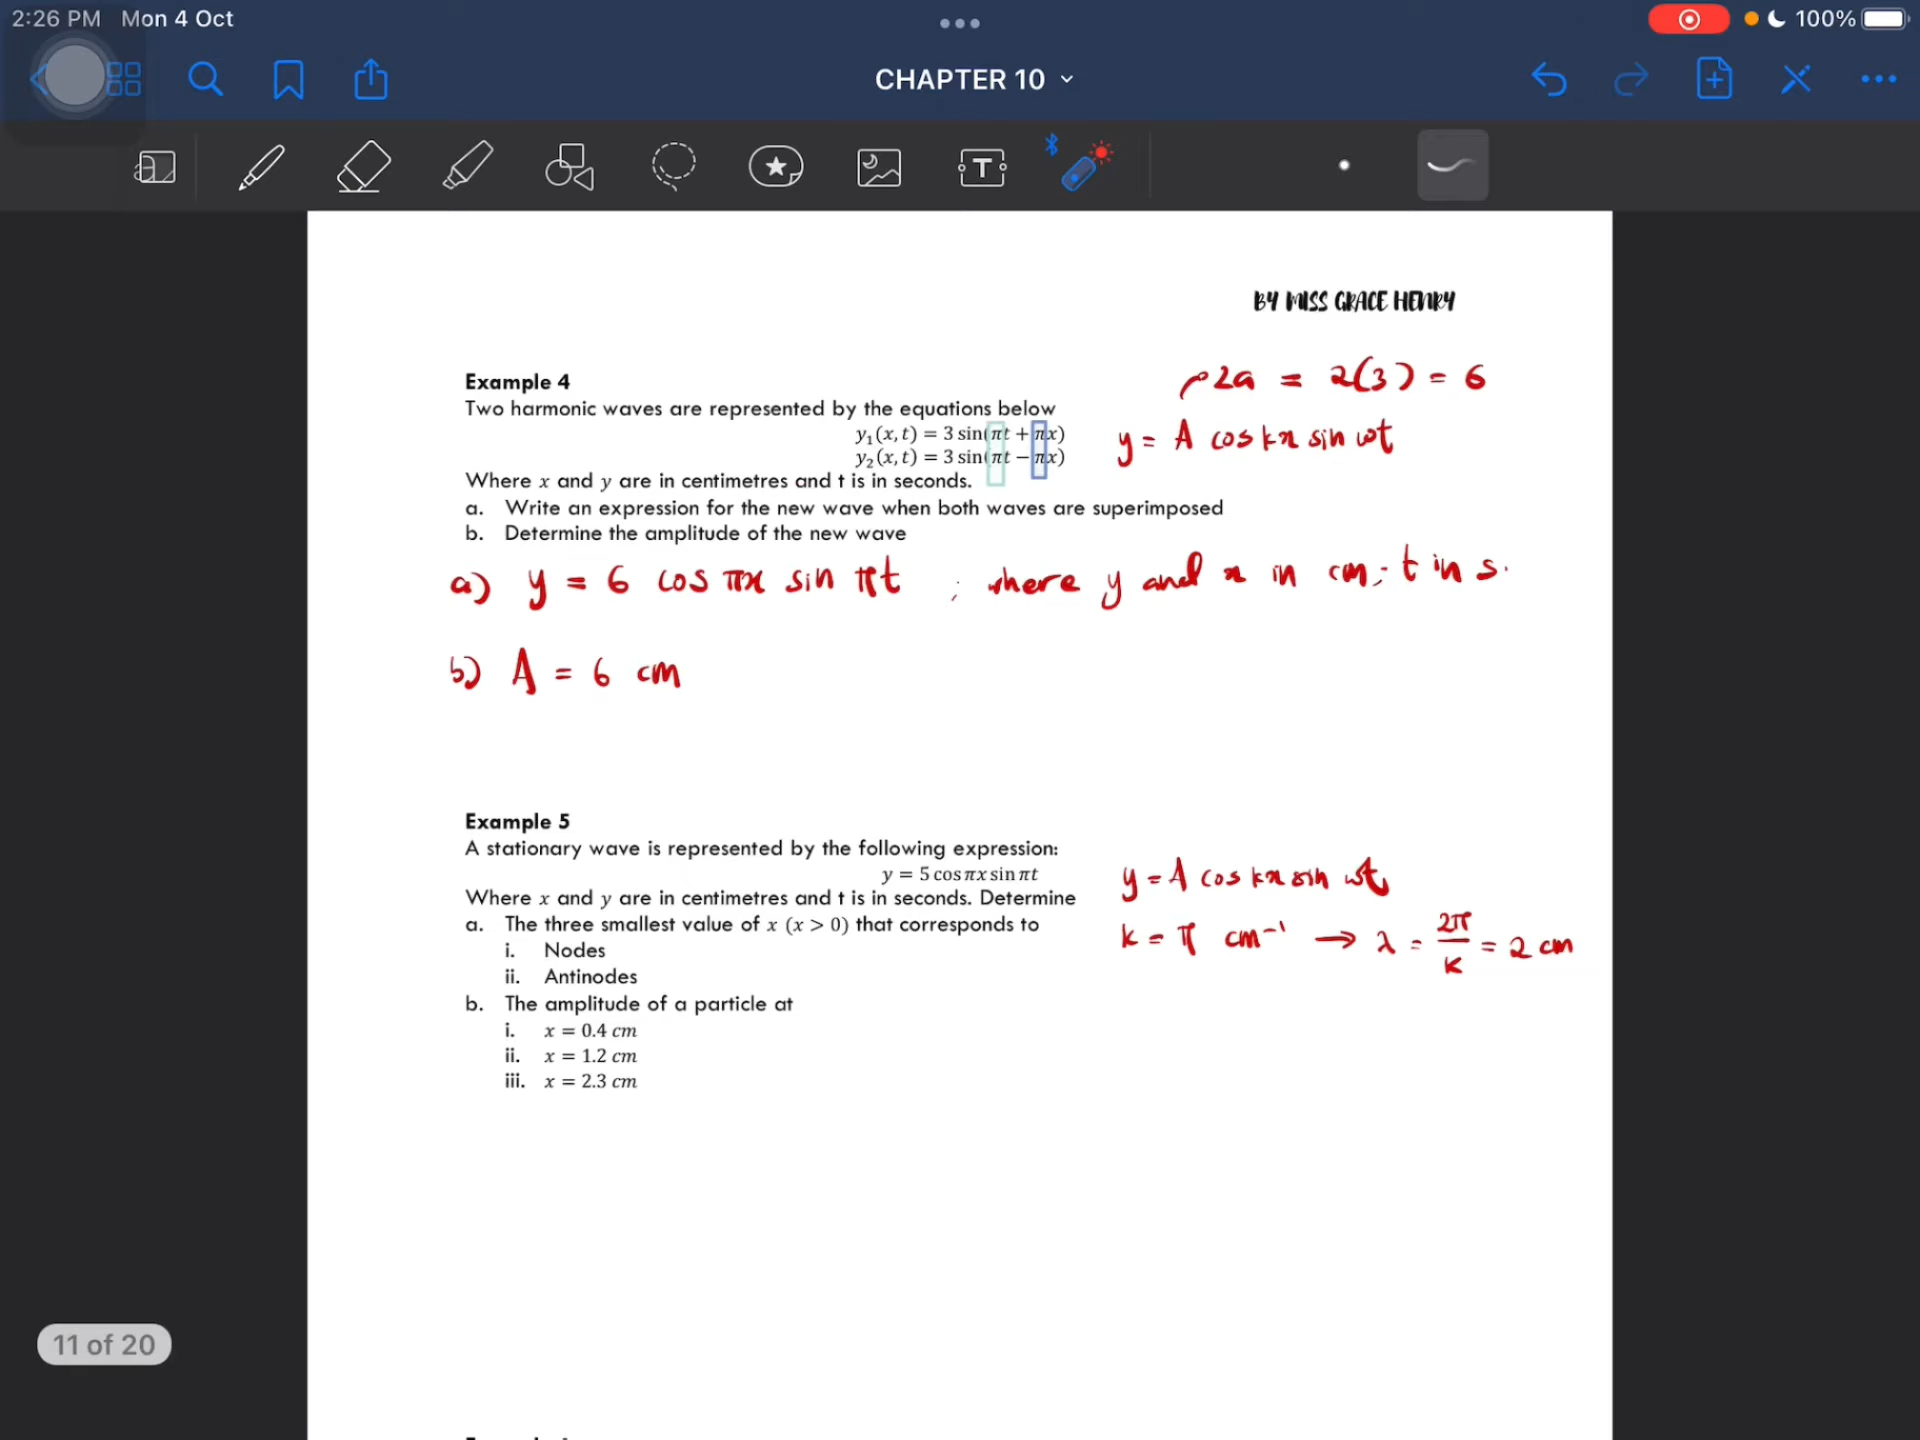 2:26 PM Mon 4 Oct
100%
CHAPTER 10
BY MISS GRACE HENRY
Example 4
2a = 2(3) = 6
Two harmonic waves are represented by the equations below
y₁(x, t) = 3 sin(πt + πx)
y = A cos kx sin ωt
y₂(x, t) = 3 sin(πt − πx)
Where x and y are in centimetres and t is in seconds.
a. Write an expression for the new wave when both waves are superimposed
b. Determine the amplitude of the new wave
a) y = 6 cos πx sin πt ; where y and x in cm; t in s.
b) A = 6 cm
Example 5
A stationary wave is represented by the following expression:
y = 5 cos πx sin πt
y = A cos kx sin ωt
Where x and y are in centimetres and t is in seconds. Determine
a. The three smallest value of x (x > 0) that corresponds to
k = π cm⁻¹ → λ = 2π/k = 2 cm
i. Nodes
ii. Antinodes
b. The amplitude of a particle at
i. x = 0.4 cm
ii. x = 1.2 cm
iii. x = 2.3 cm
11 of 20